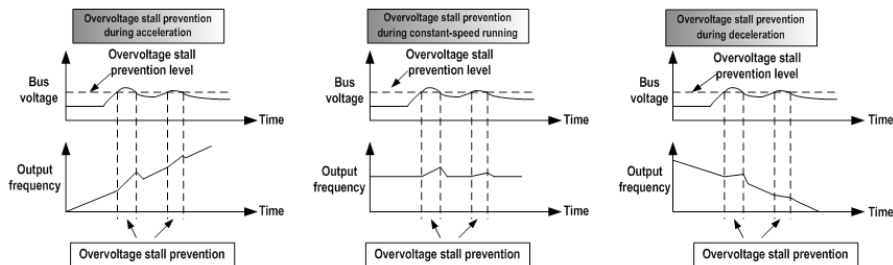 Overvoltage stall prevention
during acceleration
Overvoltage stall
prevention level
Bus
voltage
Time
Output
frequency
Time
Overvoltage stall prevention
Overvoltage stall prevention
during constant-speed running
Overvoltage stall
prevention level
Bus
voltage
Time
Output
frequency
Time
Overvoltage stall prevention
Overvoltage stall prevention
during deceleration
Overvoltage stall
prevention level
Bus
voltage
Time
Output
frequency
Time
Overvoltage stall prevention